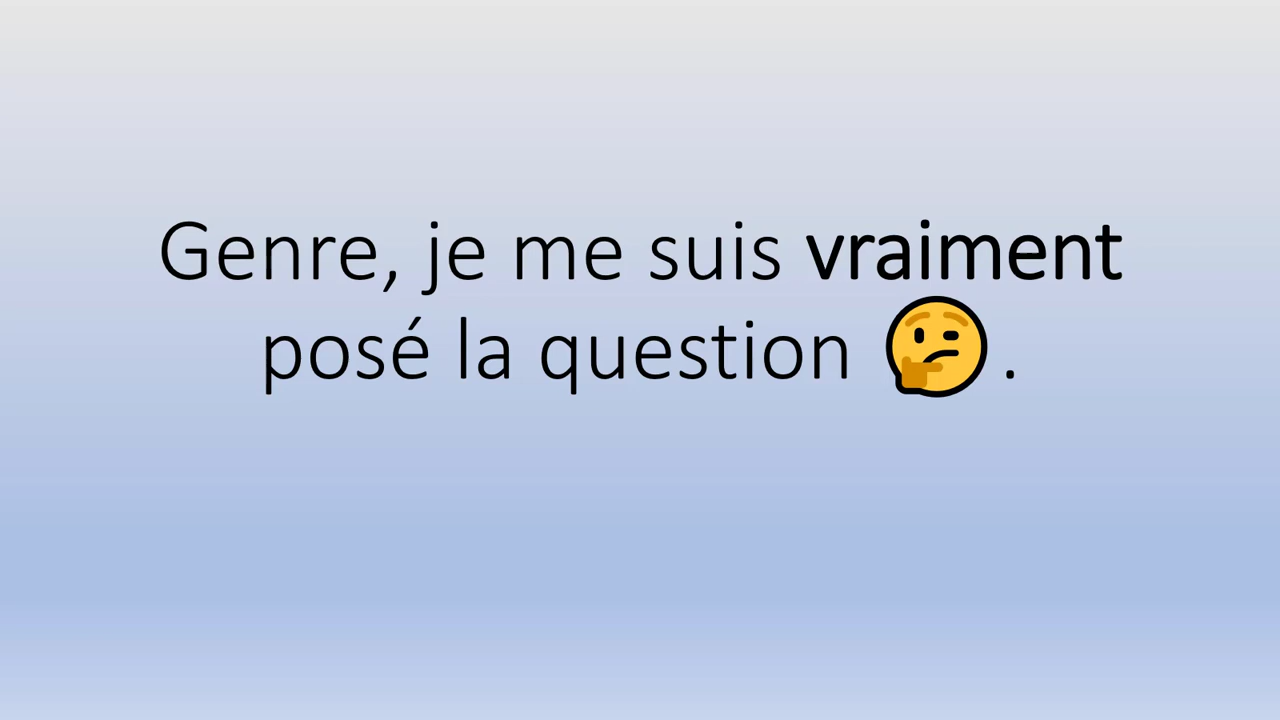 Genre, je me suis vraiment
posé la question 🤔.